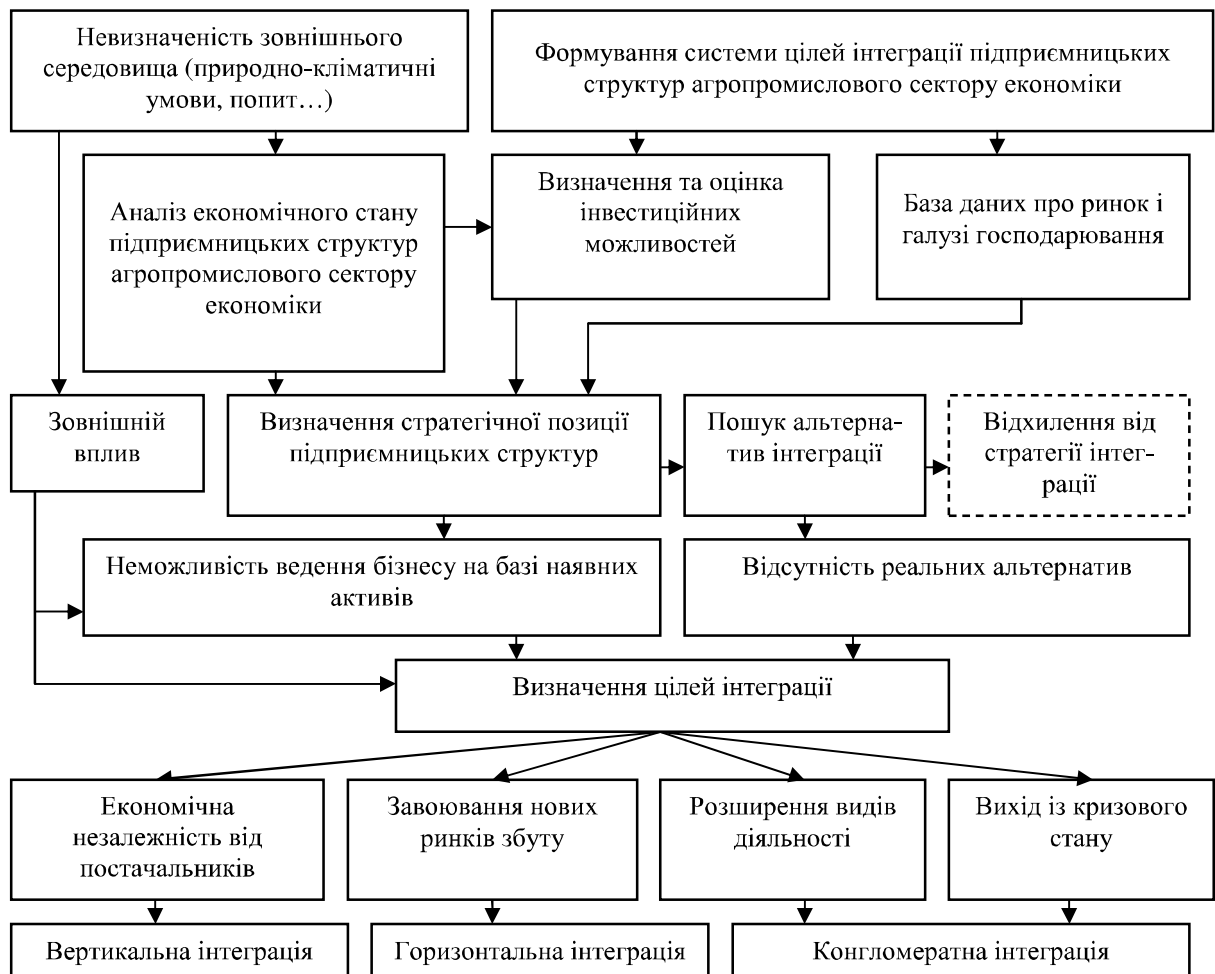 Невизначеність зовнішнього
середовища (природно-кліматичні
умови, попит…)
Формування системи цілей інтеграції підприємницьких
структур агропромислового сектору економіки
Аналіз економічного стану
підприємницьких структур
агропромислового сектору
економіки
Визначення та оцінка
інвестиційних
можливостей
База даних про ринок і
галузі господарювання
Зовнішній
вплив
Визначення стратегічної позиції
підприємницьких структур
Пошук альтерна-
тив інтеграції
Відхилення від
стратегії інтег-
рації
Неможливість ведення бізнесу на базі наявних
активів
Відсутність реальних альтернатив
Визначення цілей інтеграції
Економічна
незалежність від
постачальників
Завоювання нових
ринків збуту
Розширення видів
діяльності
Вихід із кризового
стану
Вертикальна інтеграція
Горизонтальна інтеграція
Конгломератна інтеграція